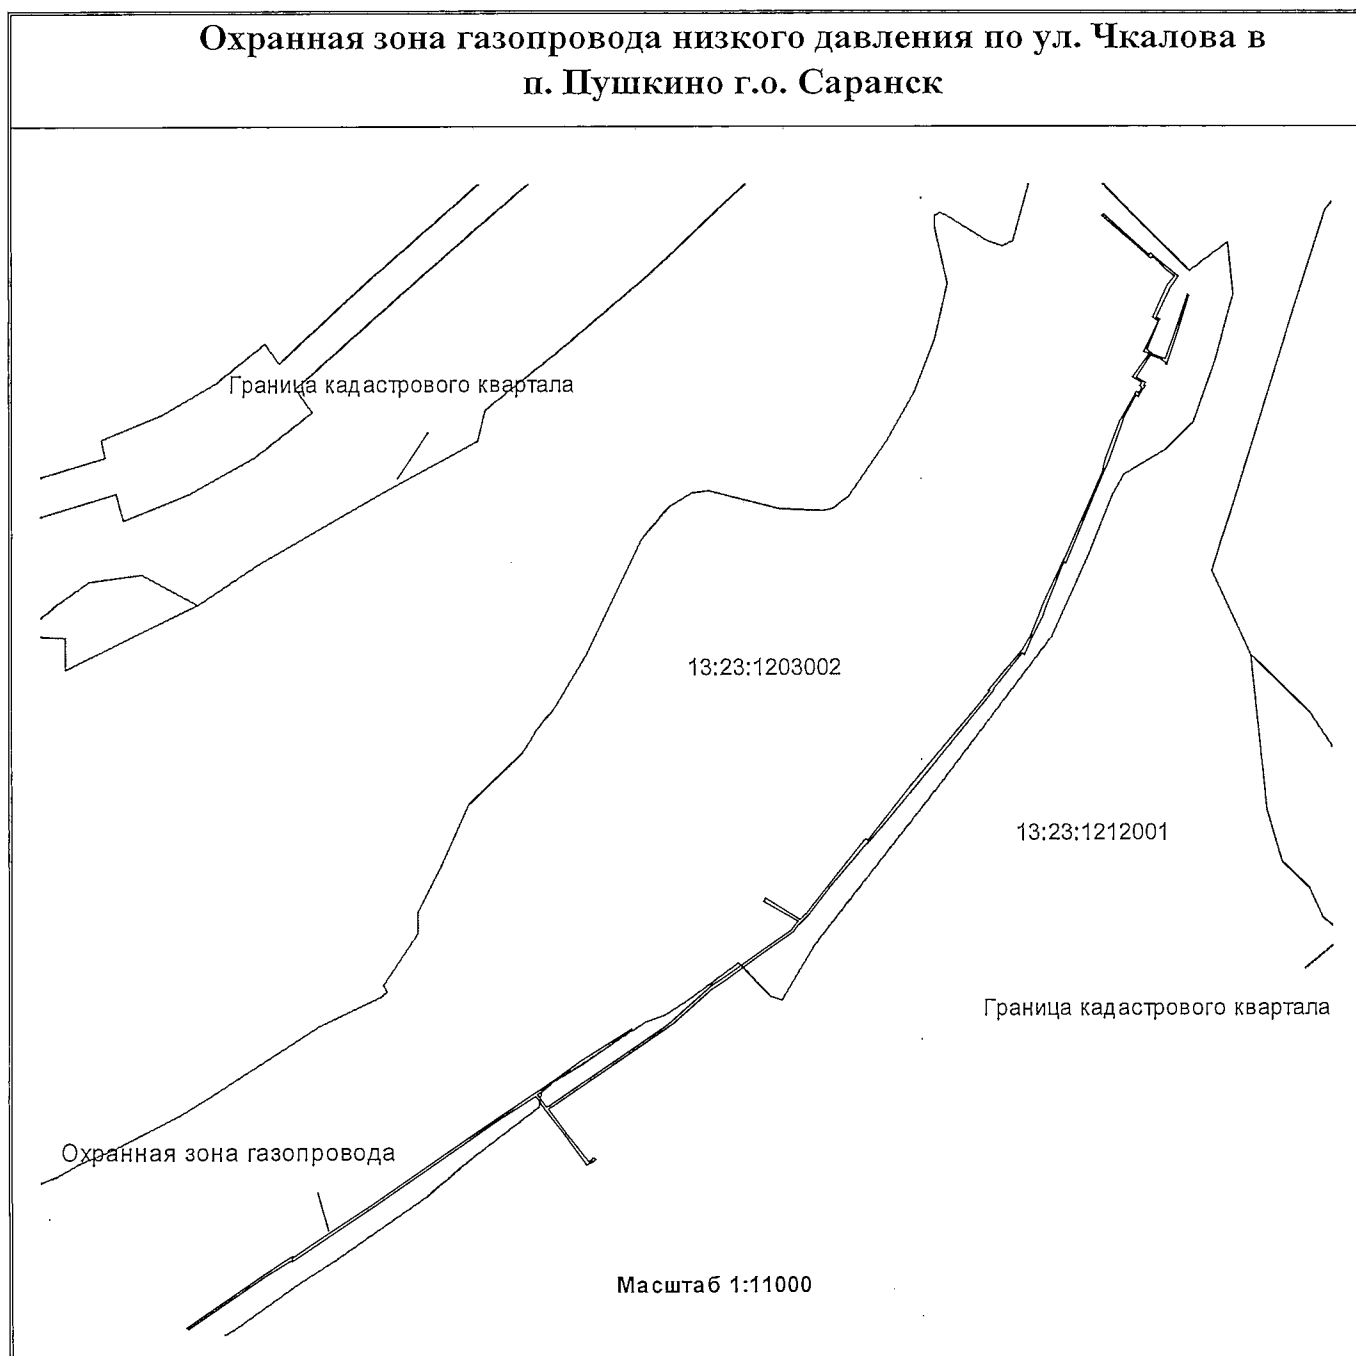 Охранная зона газопровода низкого давления по ул. Чкалова в
п. Пушкино г.о. Саранск
Граница кадастрового квартала
13:23:1203002
13:23:1212001
Граница кадастрового квартала
Охранная зона газопровода
Масштаб 1:11000